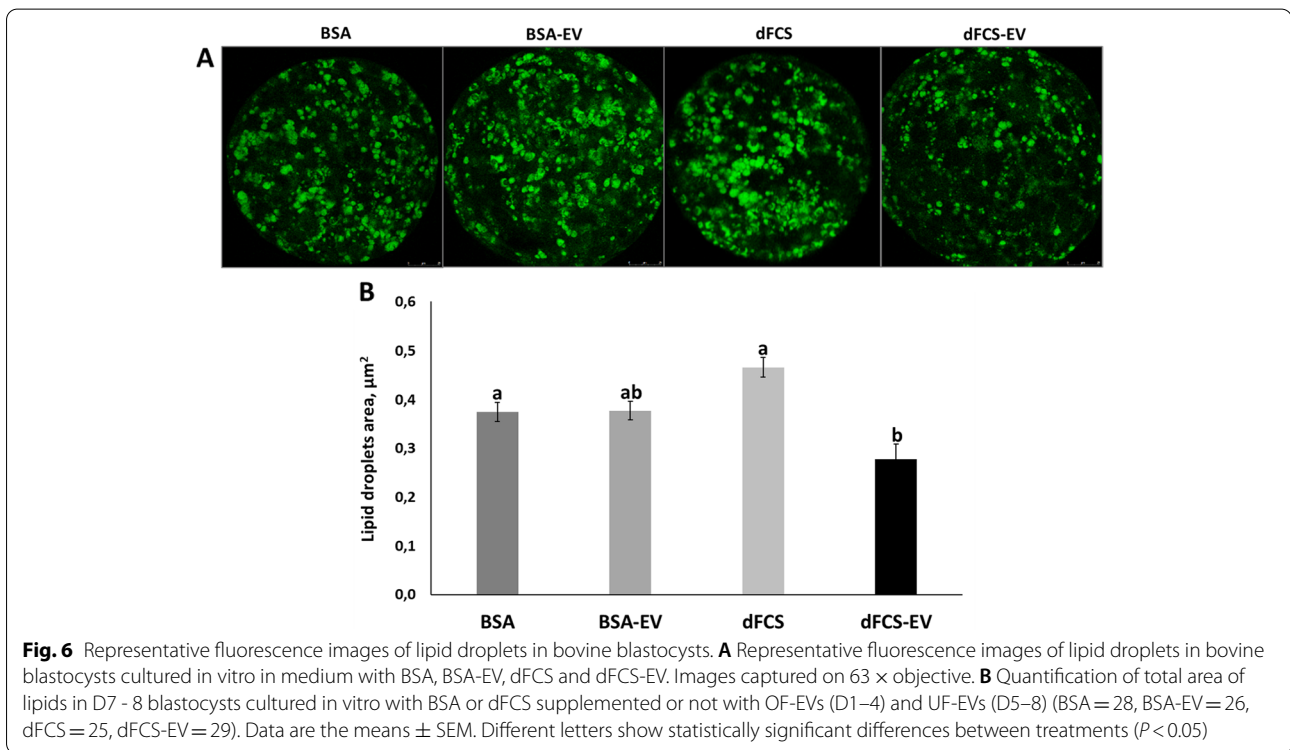 BSA BSA-EV dFCS dFCS-EV
A
B
Lipid droplets area, µm²
0,6
0,5
0,4
0,3
0,2
0,1
0,0
a
ab
a
b
BSA BSA-EV dFCS dFCS-EV
Fig. 6 Representative fluorescence images of lipid droplets in bovine blastocysts. A Representative fluorescence images of lipid droplets in bovine
blastocysts cultured in vitro in medium with BSA, BSA-EV, dFCS and dFCS-EV. Images captured on 63 × objective. B Quantification of total area of
lipids in D7 - 8 blastocysts cultured in vitro with BSA or dFCS supplemented or not with OF-EVs (D1–4) and UF-EVs (D5–8) (BSA = 28, BSA-EV = 26,
dFCS = 25, dFCS-EV = 29). Data are the means ± SEM. Different letters show statistically significant differences between treatments (P < 0.05)